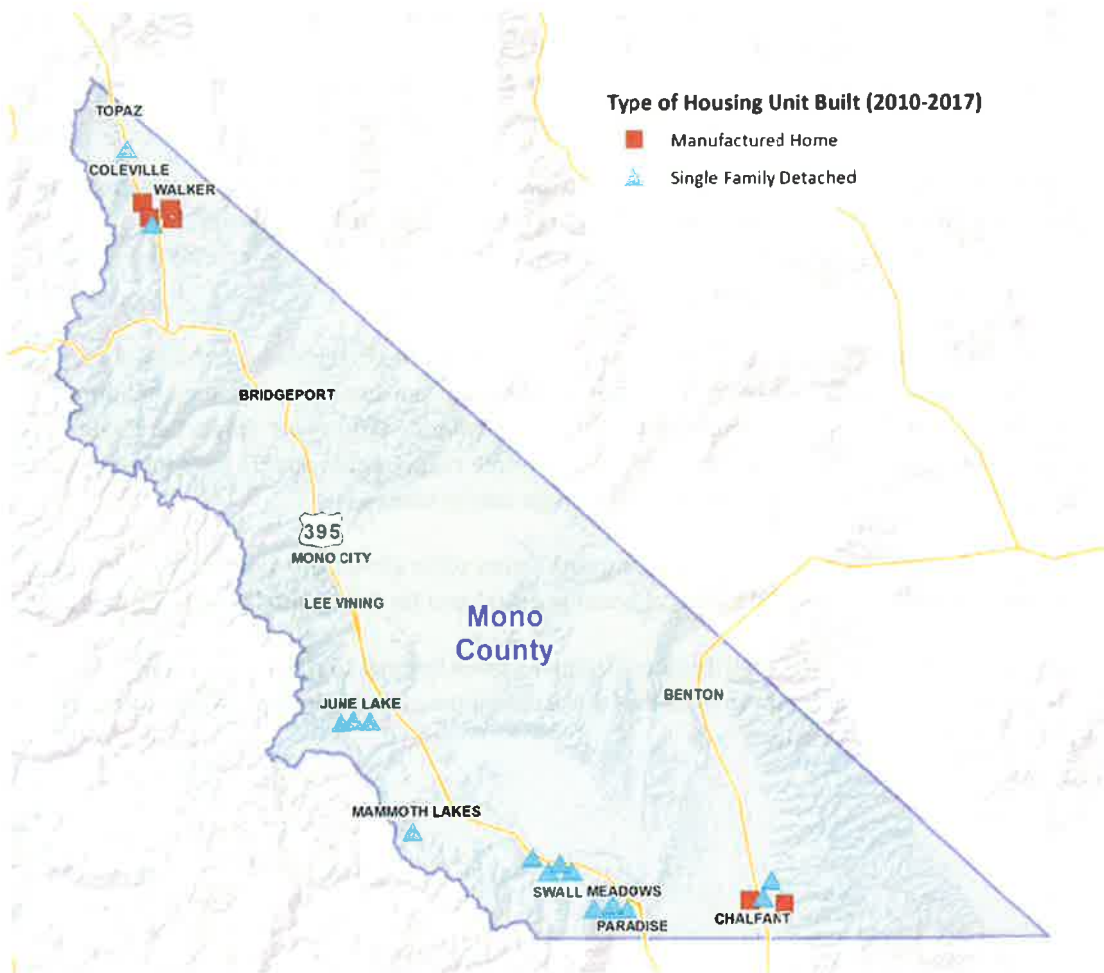 Type of Housing Unit Built (2010-2017)
Manufactured Home
Single Family Detached
TOPAZ
COLEVILLE
WALKER
BRIDGEPORT
395
MONO CITY
LEE VINING
Mono
County
BENTON
JUNE LAKE
MAMMOTH LAKES
SWALL MEADOWS
CHALFANT
PARADISE